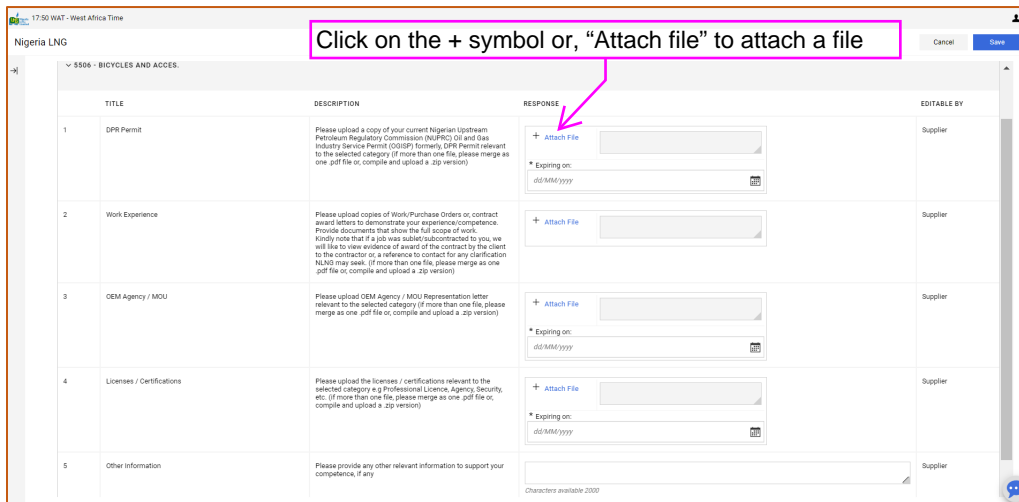 17:50 WAT - West Africa Time
Nigeria LNG
Click on the + symbol or, “Attach file” to attach a file
Cancel
Save
5506 - BICYCLES AND ACCES.
TITLE
DESCRIPTION
RESPONSE
EDITABLE BY
1
DPR Permit
Please upload a copy of your current Nigerian Upstream
Petroleum Regulatory Commission (NUPRC) Oil and Gas
Industry Service Permit (OGISP) formerly, DPR Permit relevant
to the selected category (if more than one file, please merge as
one .pdf file or, compile and upload a .zip version)
+ Attach File
* Expiring on:
dd/MM/yyyy
Supplier
2
Work Experience
Please upload copies of Work/Purchase Orders or, contract
award letters to demonstrate your experience/competence.
Provide documents that show the full scope of work.
Kindly note that if a job was sublet/subcontracted to you, we
will like to view evidence of award of the contract by the client
to the contractor or, a reference to contact for any clarification
NLNG may seek. (if more than one file, please merge as one
.pdf file or, compile and upload a .zip version)
+ Attach File
Supplier
3
OEM Agency / MOU
Please upload OEM Agency / MOU Representation letter
relevant to the selected category (if more than one file, please
merge as one .pdf file or, compile and upload a .zip version)
+ Attach File
* Expiring on:
dd/MM/yyyy
Supplier
4
Licenses / Certifications
Please upload the licenses / certifications relevant to the
selected category e.g Professional Licence, Agency, Security,
etc. (if more than one file, please merge as one .pdf file or,
compile and upload a .zip version)
+ Attach File
* Expiring on:
dd/MM/yyyy
Supplier
5
Other Information
Please provide any other relevant information to support your
competence, if any
Characters available 2000
Supplier